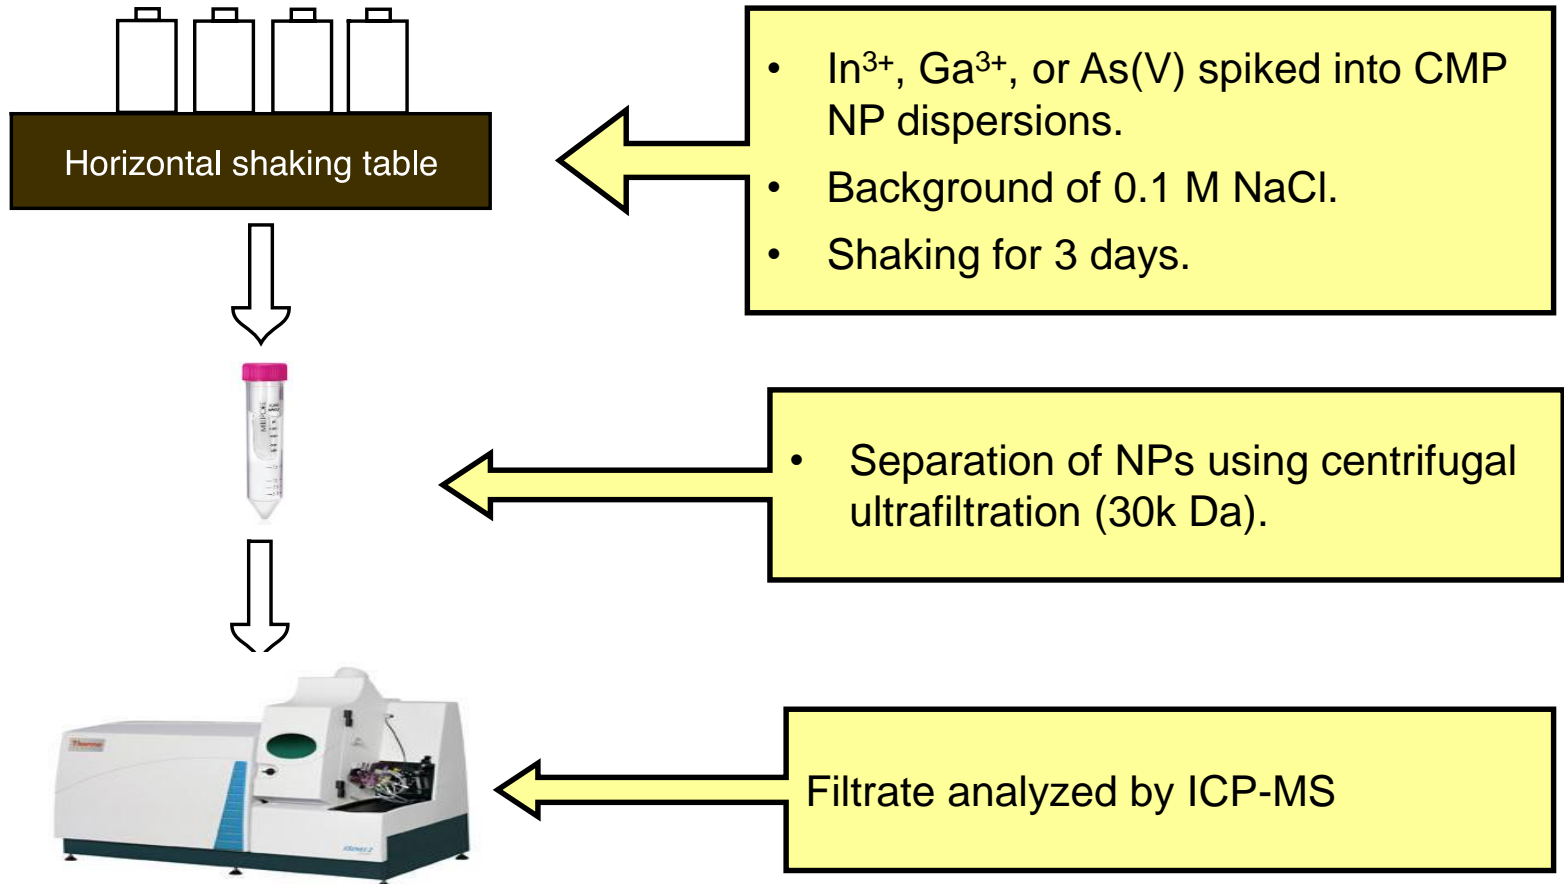 • In³⁺, Ga³⁺, or As(V) spiked into CMP
NP dispersions.
• Background of 0.1 M NaCl.
• Shaking for 3 days.
Horizontal shaking table
• Separation of NPs using centrifugal
ultrafiltration (30k Da).
Thermo
Filtrate analyzed by ICP-MS